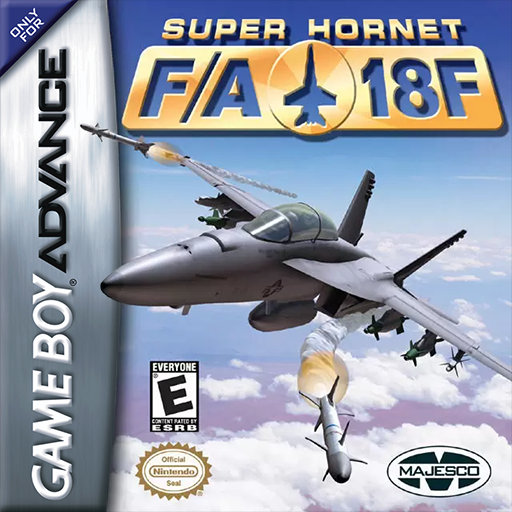 ONLY
FOR
GAME BOY ADVANCE
SUPER HORNET
F/A 18F
EVERYONE
E
CONTENT RATED BY
ESRB
Official
Nintendo
Seal
MAJESCO